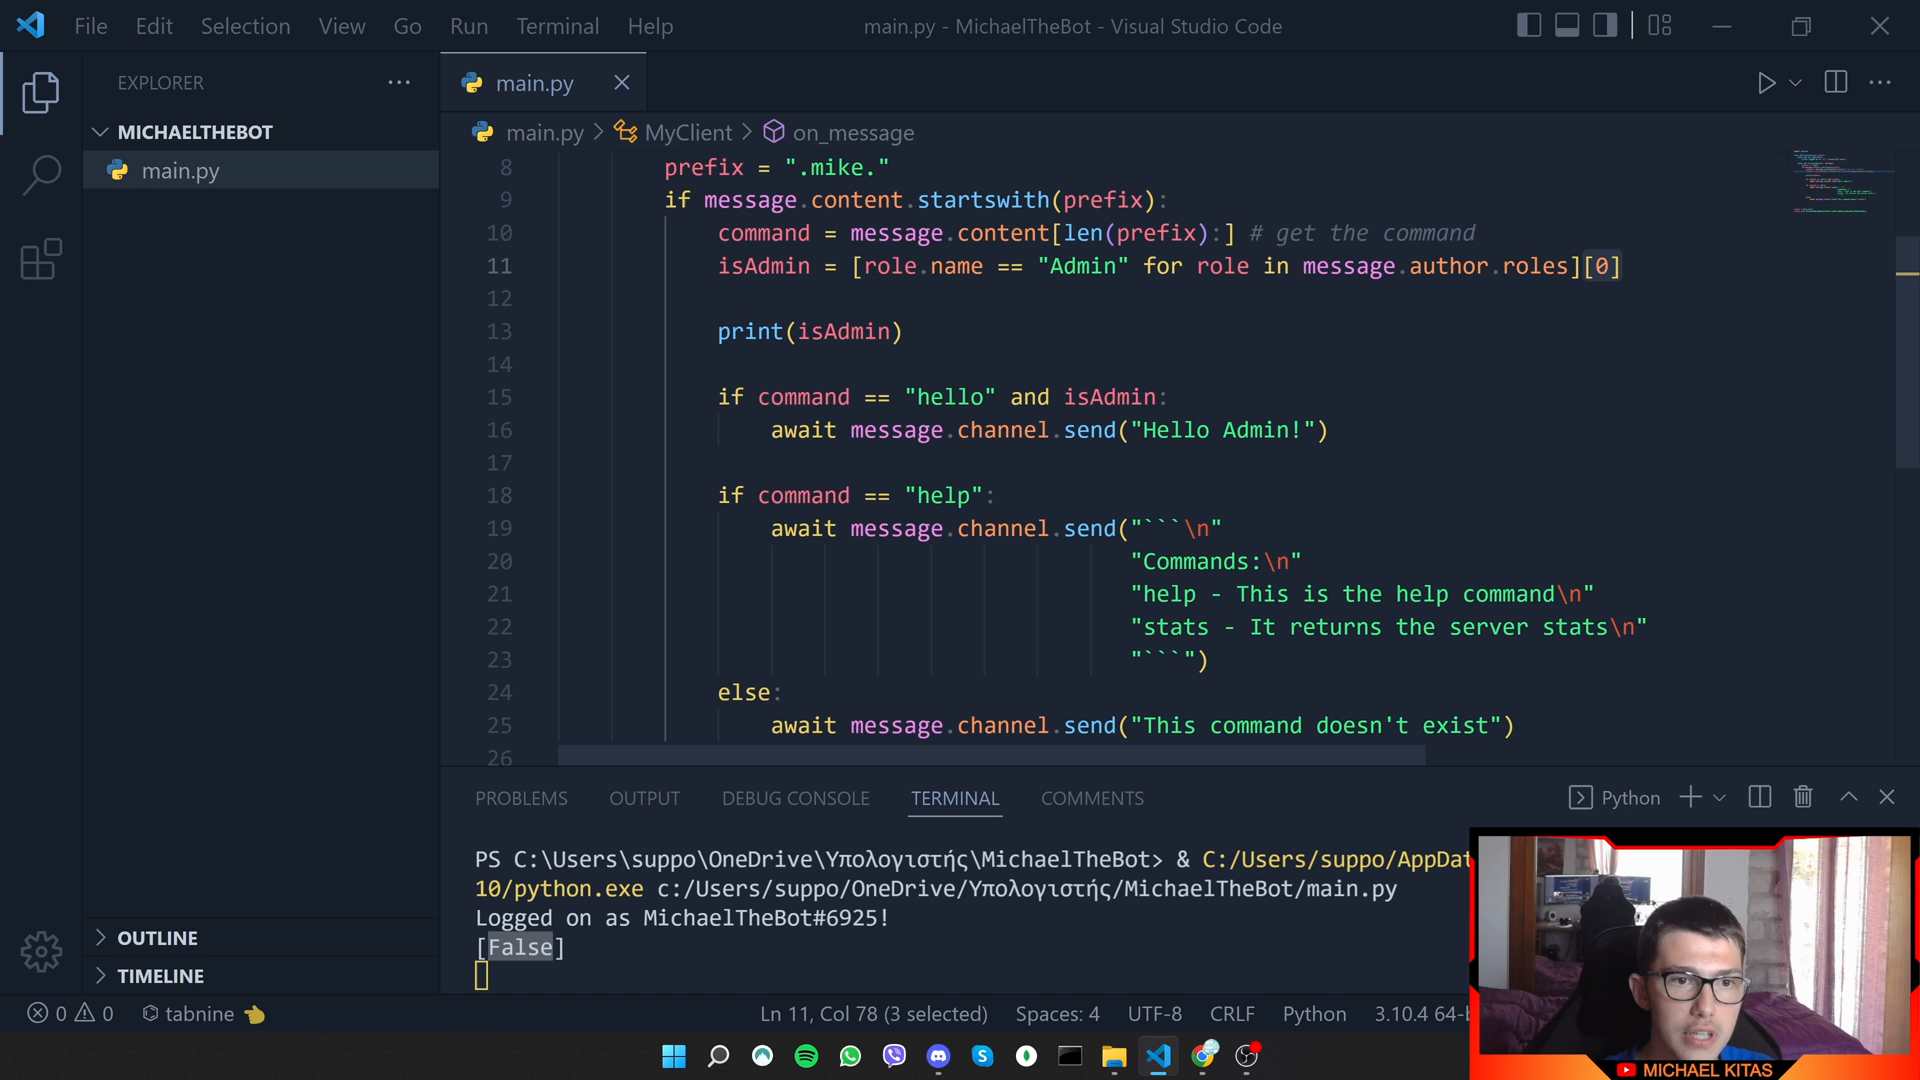 File Edit Selection View Go Run Terminal Help
main.py - MichaelTheBot - Visual Studio Code
EXPLORER
main.py
MICHAELTHEBOT
main.py
main.py > MyClient > on_message
8 prefix = ".mike."
9 if message.content.startswith(prefix):
10 command = message.content[len(prefix):] # get the command
11 isAdmin = [role.name == "Admin" for role in message.author.roles][0]
12
13 print(isAdmin)
14
15 if command == "hello" and isAdmin:
16 await message.channel.send("Hello Admin!")
17
18 if command == "help":
19 await message.channel.send("```\n"
20 "Commands:\n"
21 "help - This is the help command\n"
22 "stats - It returns the server stats\n"
23 "```")
24 else:
25 await message.channel.send("This command doesn't exist")
26
PROBLEMS OUTPUT DEBUG CONSOLE TERMINAL COMMENTS
Python
PS C:\Users\suppo\OneDrive\Υπολογιστής\MichaelTheBot> & C:/Users/suppo/AppDat
10/python.exe c:/Users/suppo/OneDrive/Υπολογιστής/MichaelTheBot/main.py
Logged on as MichaelTheBot#6925!
[False]
OUTLINE
TIMELINE
0 0 tabnine
Ln 11, Col 78 (3 selected) Spaces: 4 UTF-8 CRLF Python 3.10.4 64-b
MICHAEL KITAS